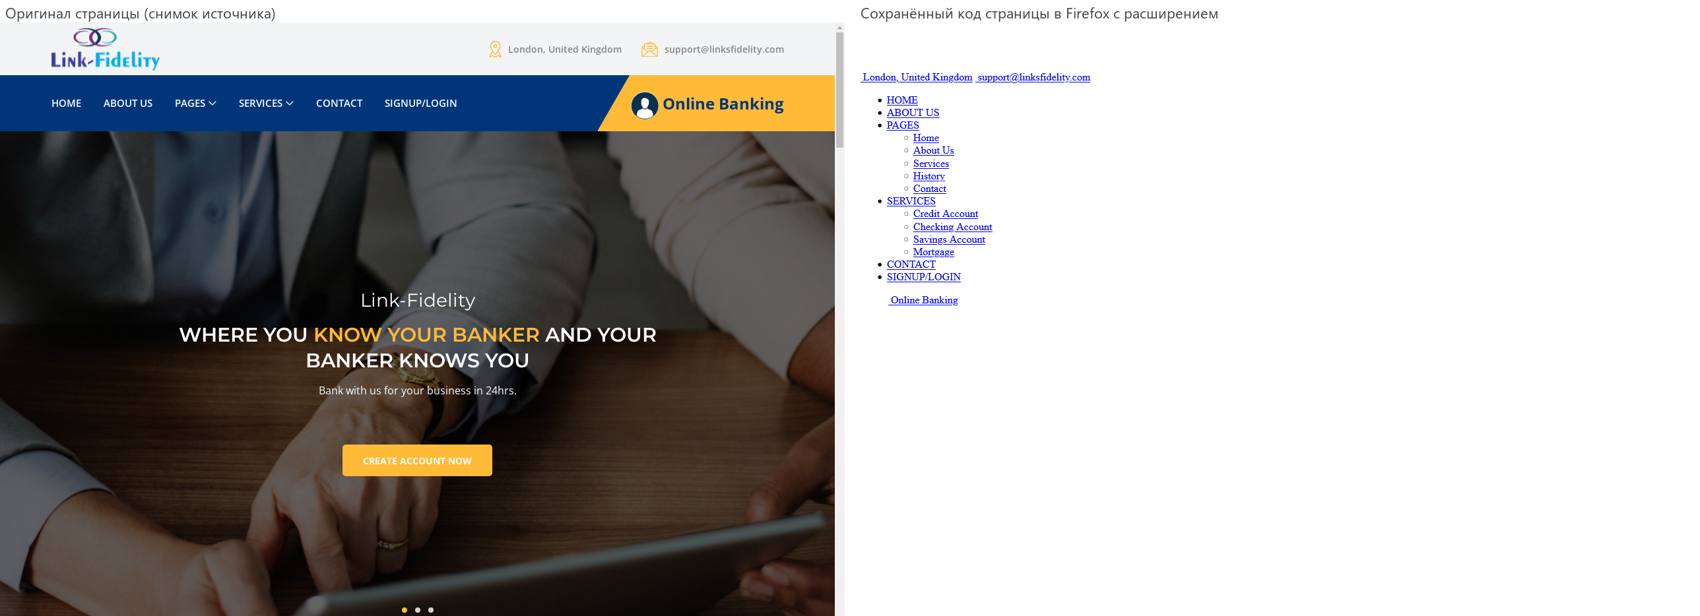 Оригинал страницы (снимок источника)
Link-Fidelity
London, United Kingdom support@linksfidelity.com
HOME ABOUT US PAGES SERVICES CONTACT SIGNUP/LOGIN
Online Banking
Link-Fidelity
WHERE YOU KNOW YOUR BANKER AND YOUR
BANKER KNOWS YOU
Bank with us for your business in 24hrs.
CREATE ACCOUNT NOW
Сохранённый код страницы в Firefox с расширением
London, United Kingdom support@linksfidelity.com
HOME
ABOUT US
PAGES
Home
About Us
Services
History
Contact
SERVICES
Credit Account
Checking Account
Savings Account
Mortgage
CONTACT
SIGNUP/LOGIN
Online Banking